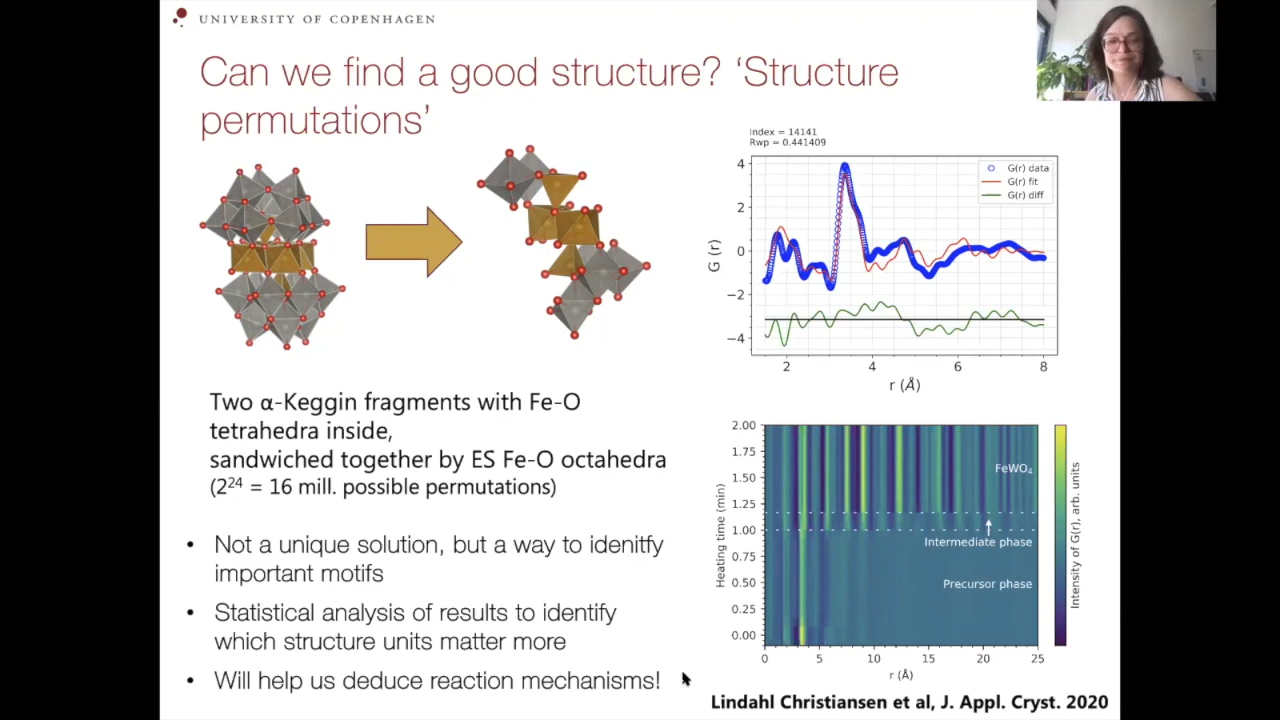 UNIVERSITY OF COPENHAGEN
Can we find a good structure? ‘Structure
permutations’
Two α-Keggin fragments with Fe-O
tetrahedra inside,
sandwiched together by ES Fe-O octahedra
(2²⁴ = 16 mill. possible permutations)
• Not a unique solution, but a way to idenitfy
important motifs
• Statistical analysis of results to identify
which structure units matter more
• Will help us deduce reaction mechanisms!
Index = 14141
Rwp = 0.441409
G(r) data
G(r) fit
G(r) diff
4
2
0
−2
−4
G (r)
2 4 6 8
r (Å)
2.00
1.75
1.50
1.25
1.00
0.75
0.50
0.25
0.00
Heating time (min)
FeWO₄
Intermediate phase
Precursor phase
0 5 10 15 20 25
r (Å)
Intensity of G(r), arb. units
Lindahl Christiansen et al, J. Appl. Cryst. 2020